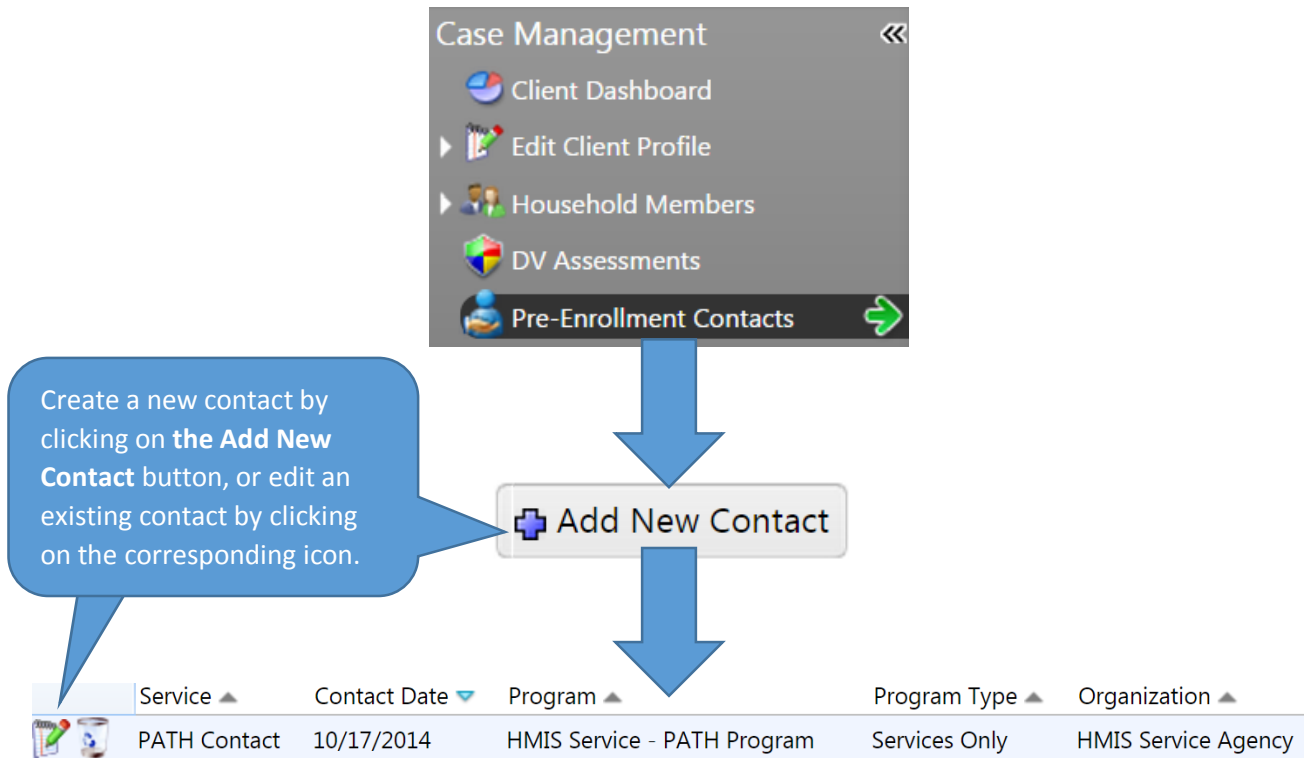 Case Management
Client Dashboard
Edit Client Profile
Household Members
DV Assessments
Pre-Enrollment Contacts
Create a new contact by
clicking on the Add New
Contact button, or edit an
existing contact by clicking
on the corresponding icon.
Add New Contact
Service Contact Date Program Program Type Organization
PATH Contact 10/17/2014 HMIS Service - PATH Program Services Only HMIS Service Agency